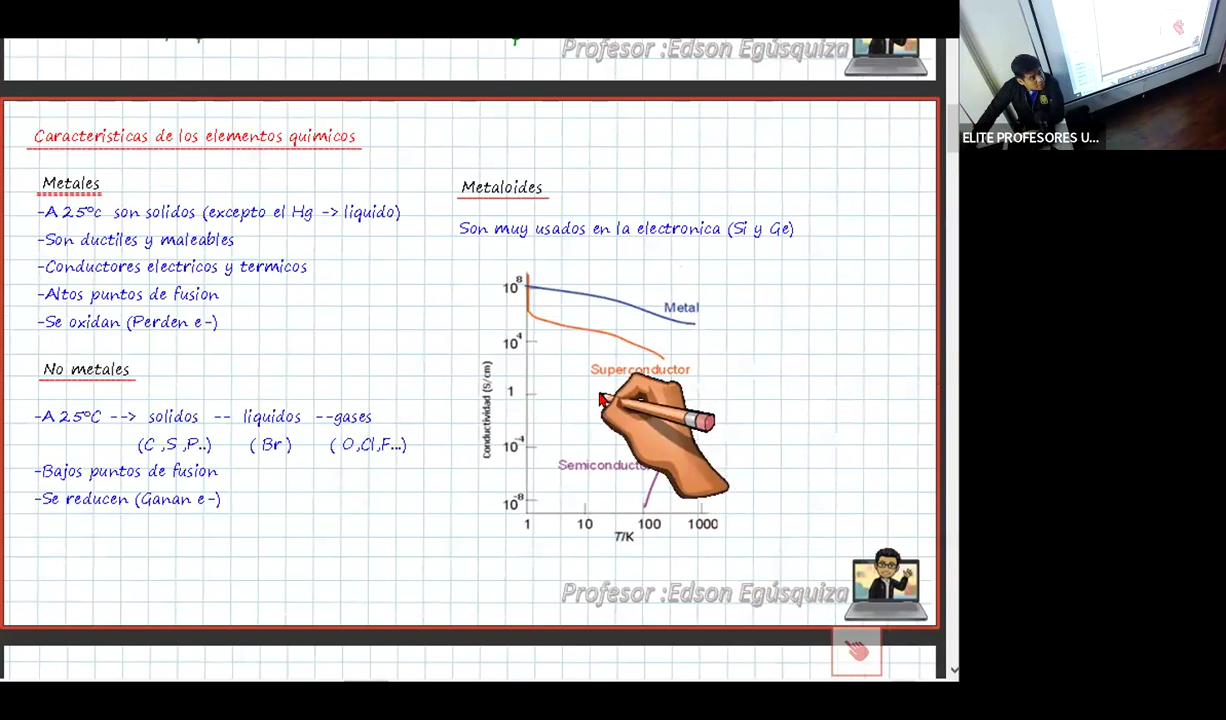 Profesor :Edson Egúsquiza
ELITE PROFESORES U...
Caracteristicas de los elementos quimicos
Metales
-A 25°c son solidos (excepto el Hg -> liquido)
-Son ductiles y maleables
-Conductores electricos y termicos
-Altos puntos de fusion
-Se oxidan (Perden e-)
No metales
-A 25°C --> solidos -- liquidos --gases
(C ,S ,P..) ( Br ) ( O,Cl,F...)
-Bajos puntos de fusion
-Se reducen (Ganan e-)
Metaloides
Son muy usados en la electronica (Si y Ge)
Conductividad (S/cm)
10⁸
10⁴
1
10⁻⁴
10⁻⁸
Metal
Superconductor
1 10 100 1000
T/K
Profesor :Edson Egúsquiza